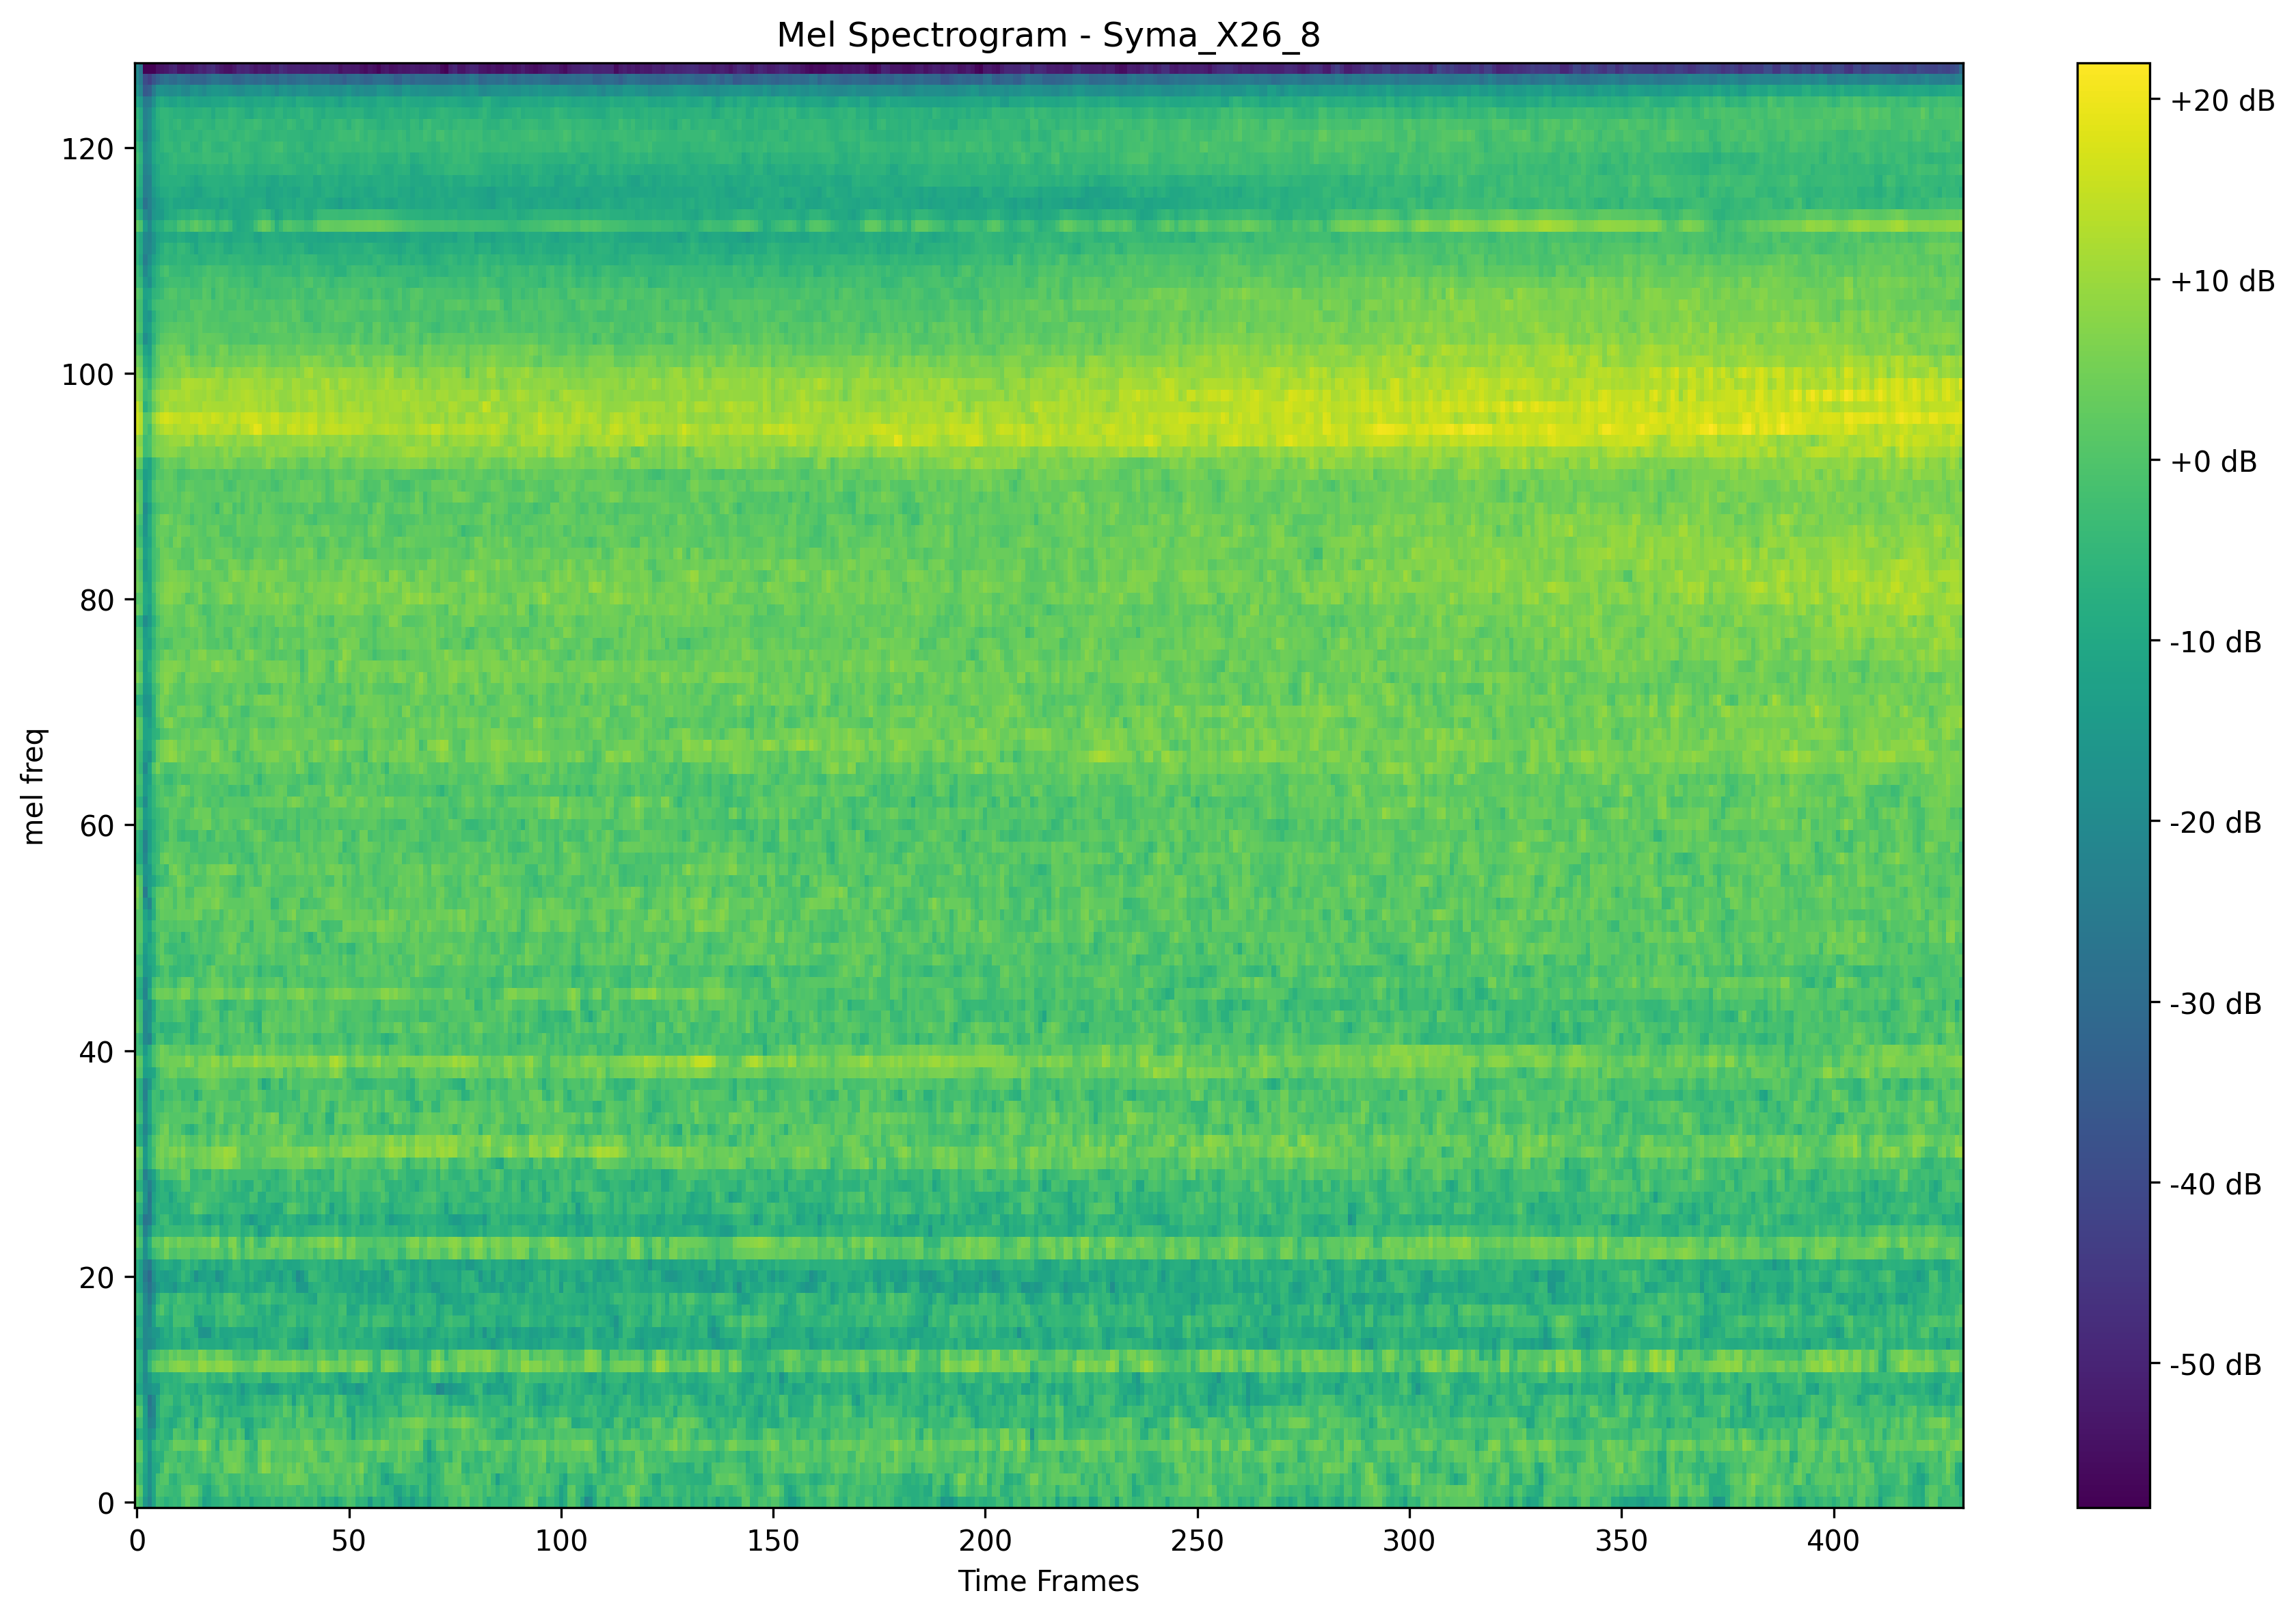 Mel Spectrogram - Syma_X26_8
mel freq
120
100
80
60
40
20
0
0 50 100 150 200 250 300 350 400
Time Frames
+20 dB
+10 dB
+0 dB
-10 dB
-20 dB
-30 dB
-40 dB
-50 dB